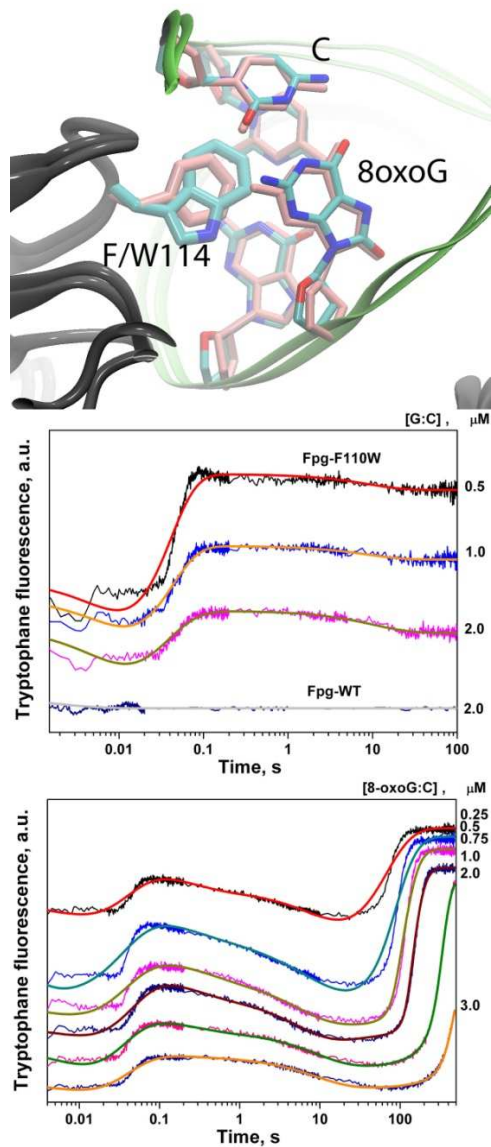 C
8oxoG
F/W114
[G:C] , μM
Fpg-F110W
0.5
1.0
2.0
Fpg-WT
2.0
Tryptophane fluorescence, a.u.
0.01 0.1 1 10 100
Time, s
[8-oxoG:C] , μM
0.25
0.5
0.75
1.0
2.0
3.0
Tryptophane fluorescence, a.u.
0.01 0.1 1 10 100
Time, s